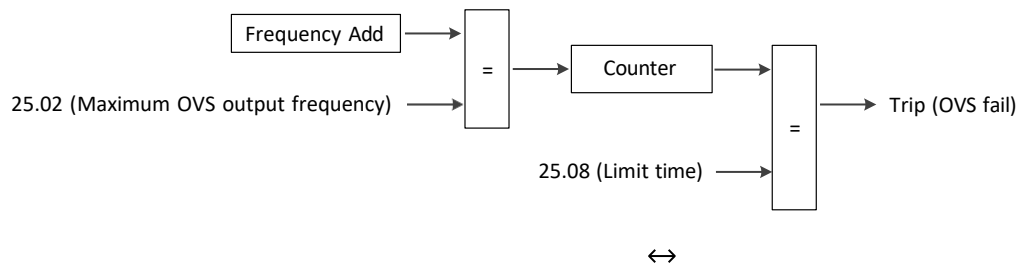 Frequency Add
=
Counter
25.02 (Maximum OVS output frequency)
Trip (OVS fail)
=
25.08 (Limit time)
↔